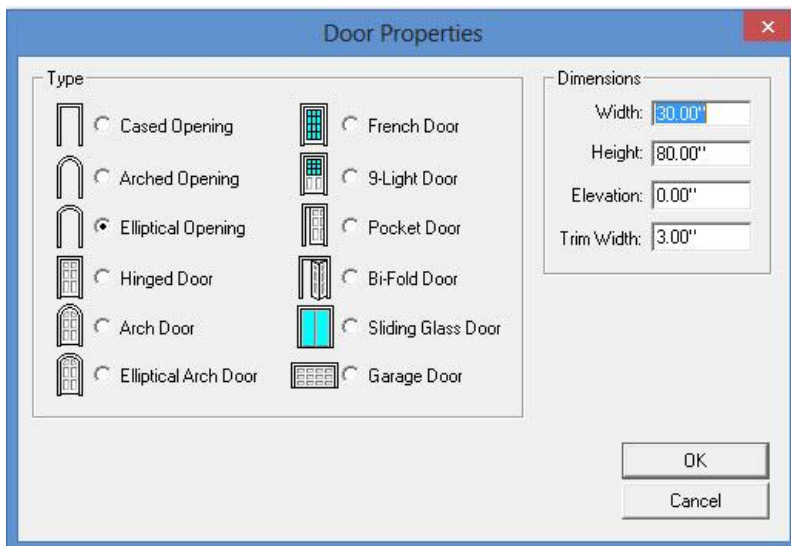 Door Properties
Type
Cased Opening
Arched Opening
Elliptical Opening
Hinged Door
Arch Door
Elliptical Arch Door
French Door
9-Light Door
Pocket Door
Bi-Fold Door
Sliding Glass Door
Garage Door
Dimensions
Width: 30.00"
Height: 80.00"
Elevation: 0.00"
Trim Width: 3.00"
OK
Cancel